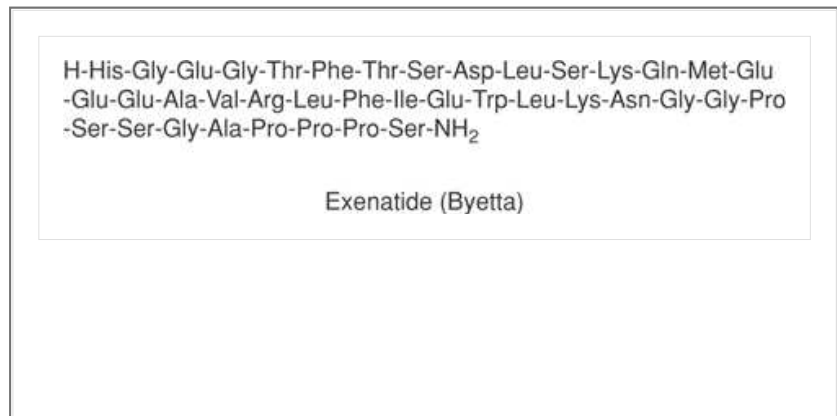 H-His-Gly-Glu-Gly-Thr-Phe-Thr-Ser-Asp-Leu-Ser-Lys-Gln-Met-Glu
-Glu-Glu-Ala-Val-Arg-Leu-Phe-Ile-Glu-Trp-Leu-Lys-Asn-Gly-Gly-Pro
-Ser-Ser-Gly-Ala-Pro-Pro-Pro-Ser-NH₂
Exenatide (Byetta)